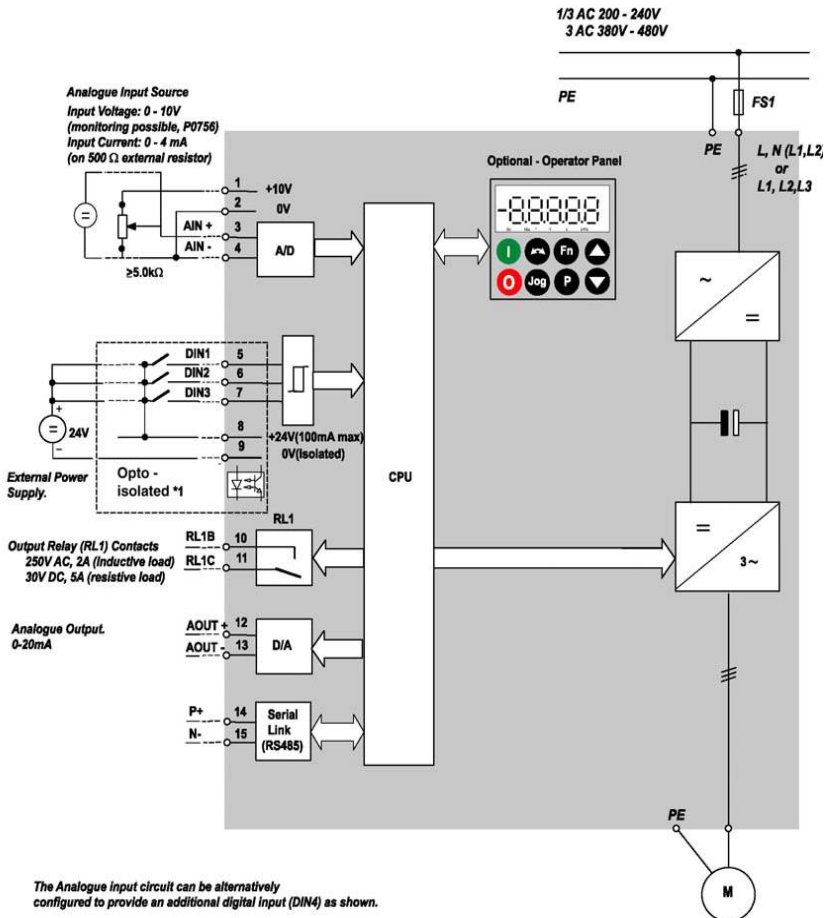 1/3 AC 200 - 240V
3 AC 380V - 480V
PE
FS1
Analogue Input Source
Input Voltage: 0 - 10V
(monitoring possible, P0756)
Input Current: 0 - 4 mA
(on 500 Ω external resistor)
PE
L, N (L1,L2)
or
L1, L2,L3
Optional - Operator Panel
1
+10V
2
0V
AIN +
3
AIN -
4
A/D
≥5.0kΩ
-88888
I
Fn
O
Jog
P
~
=
DIN1
5
DIN2
6
DIN3
7
8
+24V(100mA max)
9
0V(Isolated)
+
24V
–
External Power
Supply.
Opto -
isolated *1
CPU
RL1
RL1B
10
RL1C
11
Output Relay (RL1) Contacts
250V AC, 2A (inductive load)
30V DC, 5A (resistive load)
=
3~
Analogue Output.
0-20mA
AOUT +
12
AOUT -
13
D/A
P+
14
N-
15
Serial
Link
(RS485)
PE
M
The Analogue input circuit can be alternatively
configured to provide an additional digital input (DIN4) as shown.